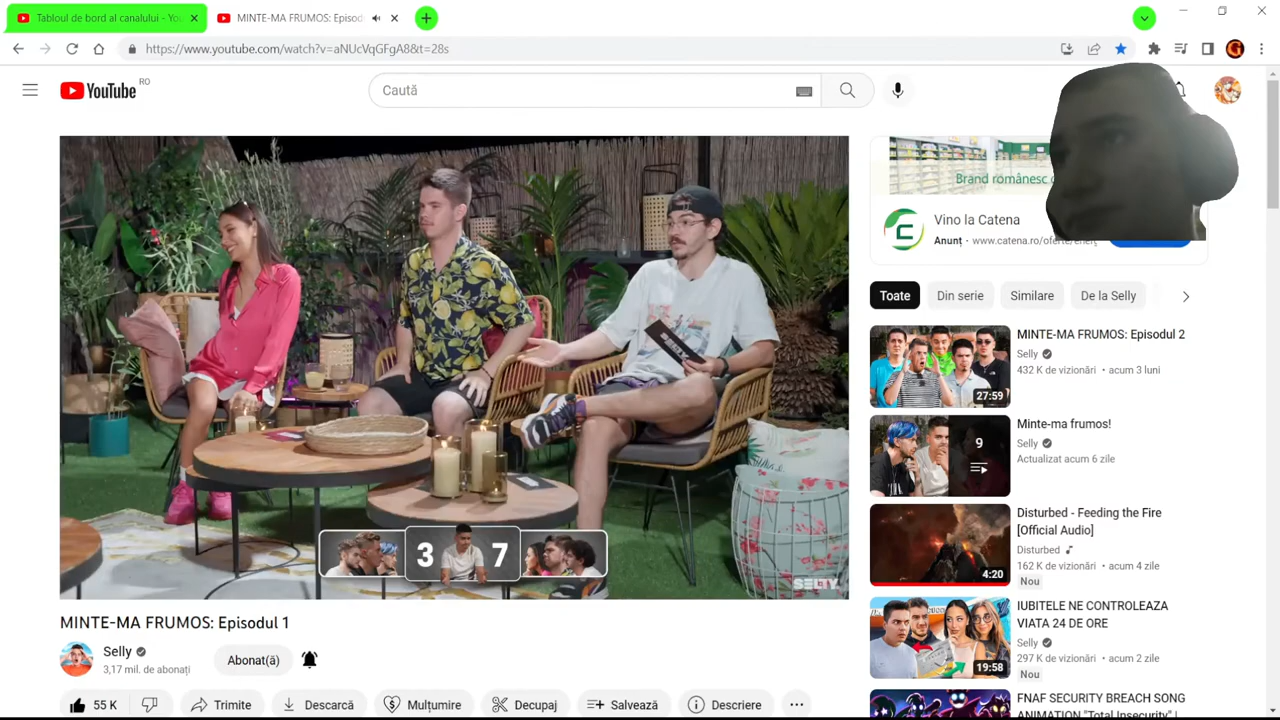 Tabloul de bord al canalului - You
MINTE-MA FRUMOS: Episod
https://www.youtube.com/watch?v=aNUcVqGFgA8&t=28s
G
YouTube RO
Caută
3 7
SELLY
MINTE-MA FRUMOS: Episodul 1
Selly
3,17 mil. de abonați
Abonat(ă)
55 K
Trimite
Descarcă
Mulțumire
Decupaj
Salvează
Descriere
Brand românesc
Vino la Catena
Anunț · www.catena.ro/oferte/
Toate
Din serie
Similare
De la Selly
MINTE-MA FRUMOS: Episodul 2
Selly
432 K de vizionări • acum 3 luni
27:59
Minte-ma frumos!
Selly
Actualizat acum 6 zile
9
Disturbed - Feeding the Fire
[Official Audio]
Disturbed
162 K de vizionări • acum 4 zile
Nou
4:20
IUBITELE NE CONTROLEAZA
VIATA 24 DE ORE
Selly
297 K de vizionări • acum 2 zile
Nou
19:58
FNAF SECURITY BREACH SONG
ANIMATION "Total Insecurity" |